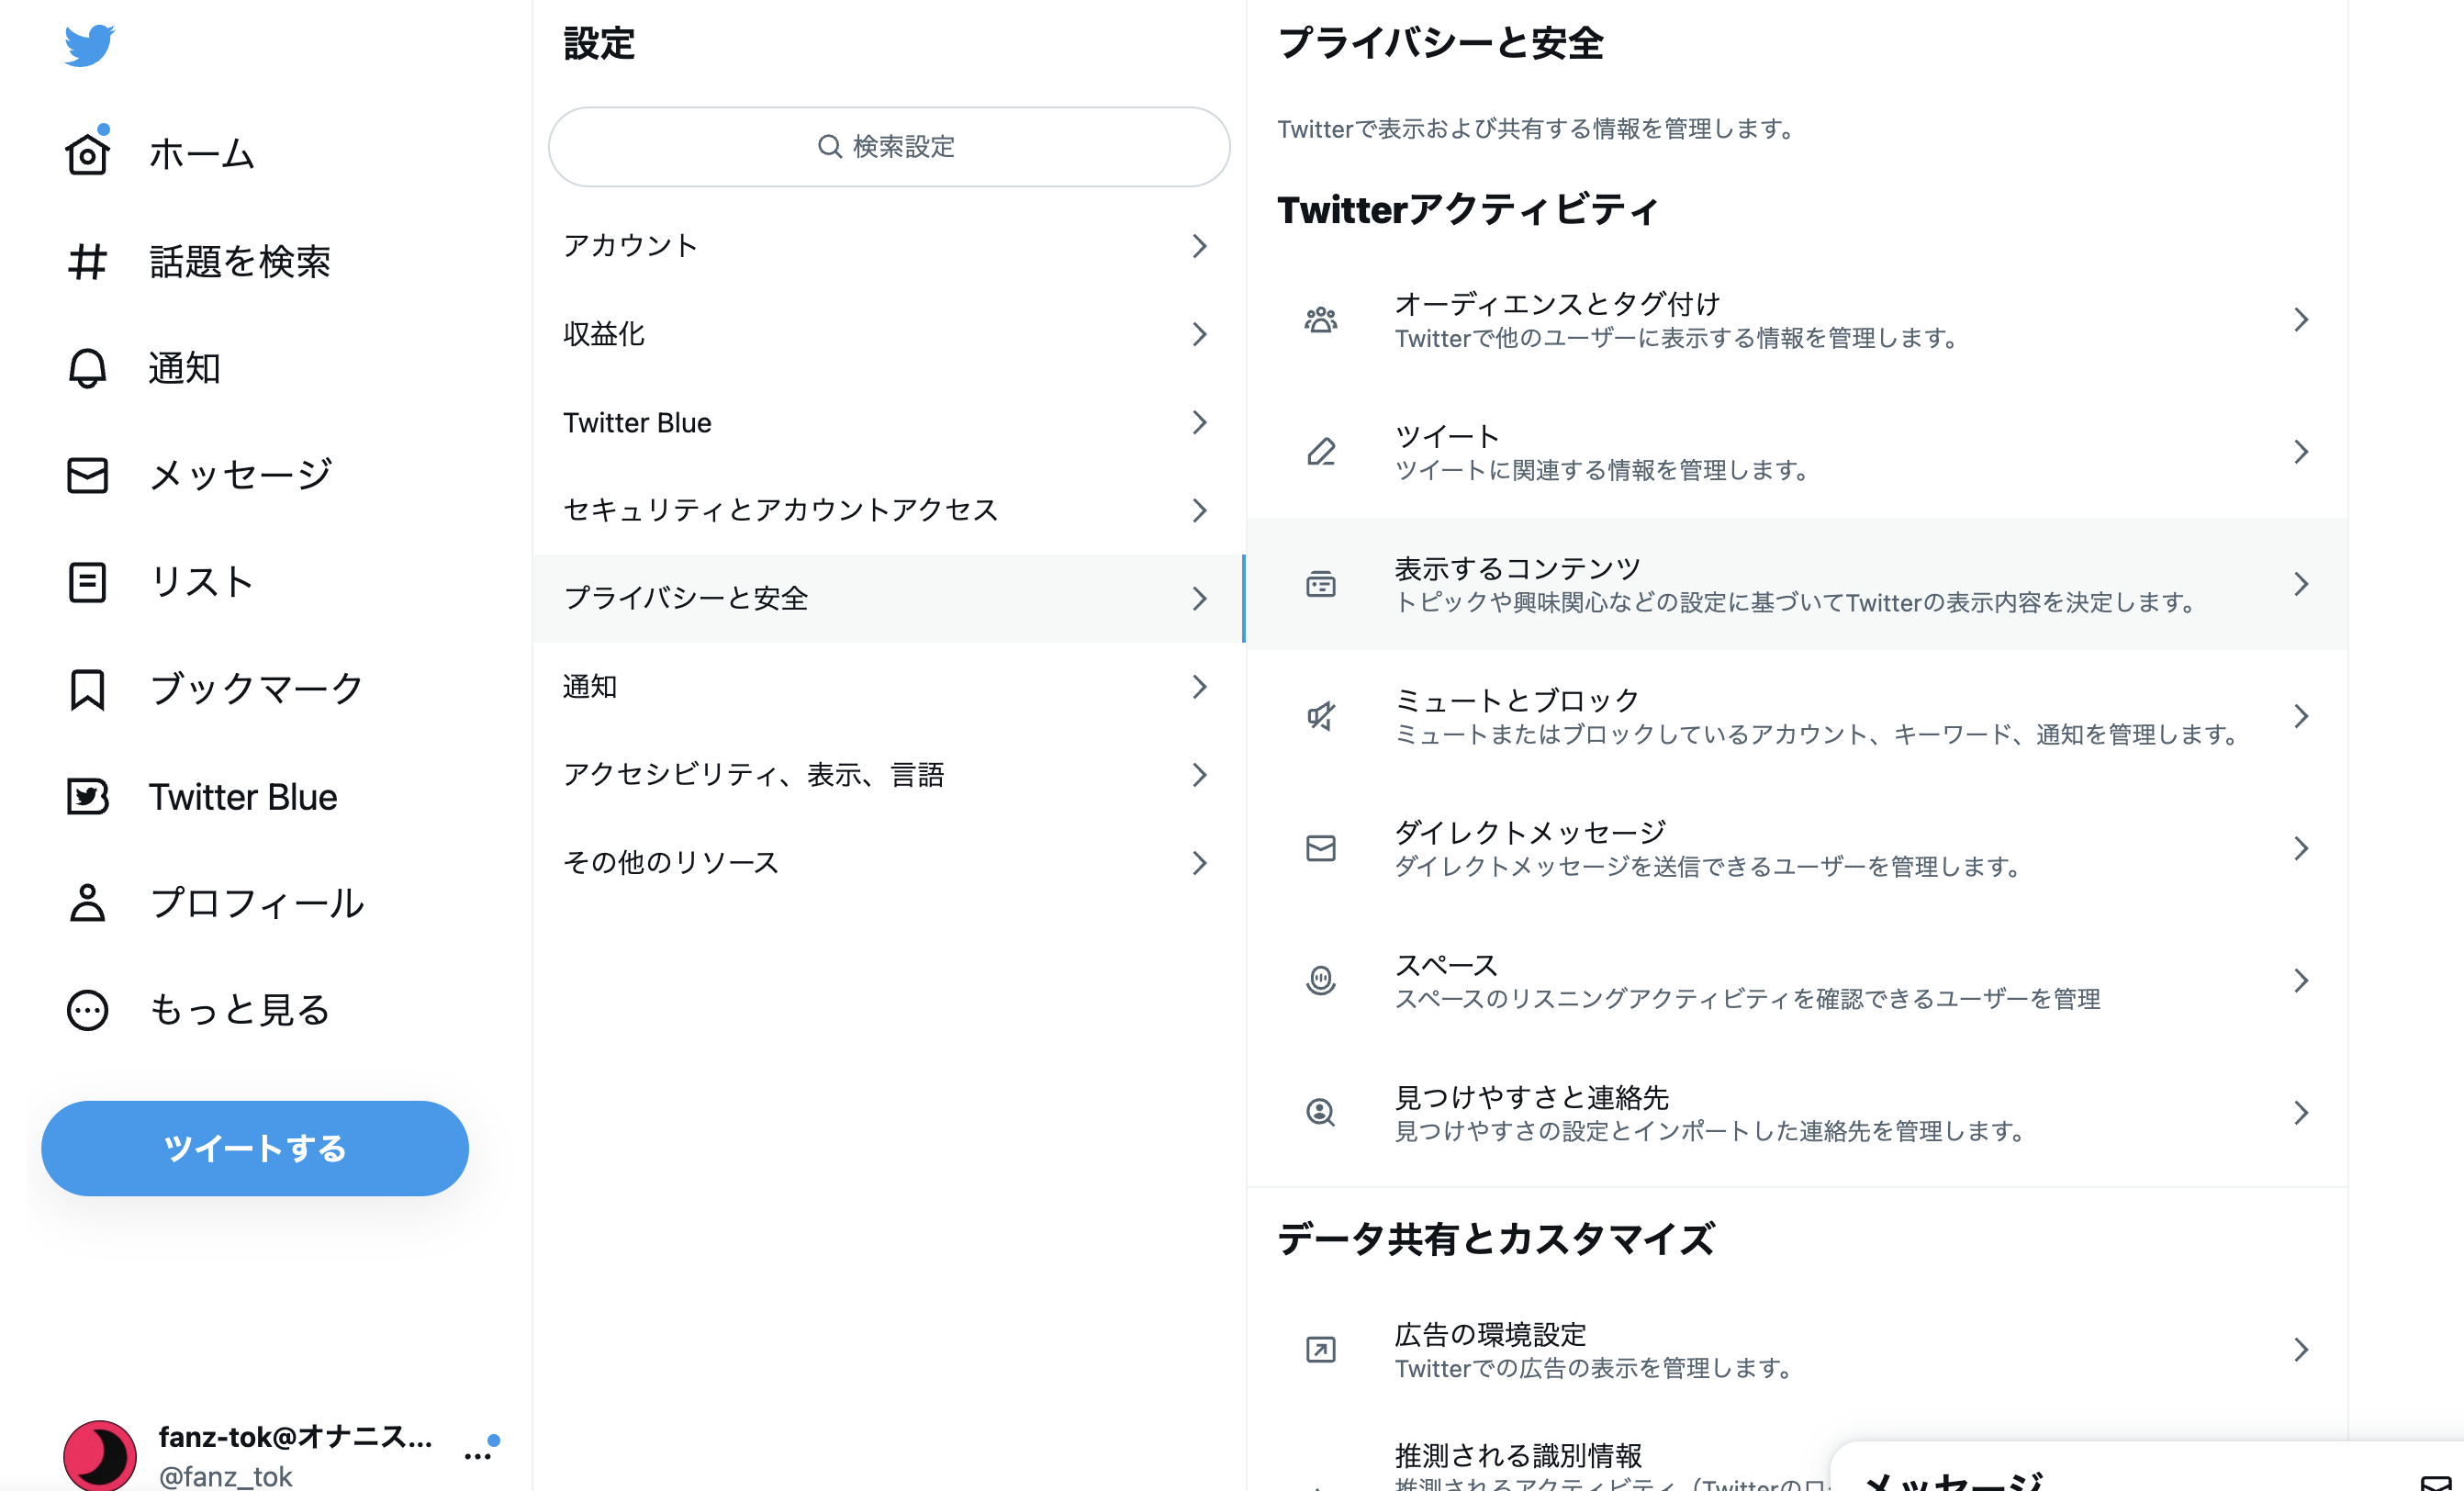 ホーム
話題を検索
通知
メッセージ
リスト
ブックマーク
Twitter Blue
プロフィール
もっと見る
ツイートする
fanz-tok@オナニス...
@fanz_tok
設定
検索設定
アカウント
収益化
Twitter Blue
セキュリティとアカウントアクセス
プライバシーと安全
通知
アクセシビリティ、表示、言語
その他のリソース
プライバシーと安全
Twitterで表示および共有する情報を管理します。
Twitterアクティビティ
オーディエンスとタグ付け
Twitterで他のユーザーに表示する情報を管理します。
ツイート
ツイートに関連する情報を管理します。
表示するコンテンツ
トピックや興味関心などの設定に基づいてTwitterの表示内容を決定します。
ミュートとブロック
ミュートまたはブロックしているアカウント、キーワード、通知を管理します。
ダイレクトメッセージ
ダイレクトメッセージを送信できるユーザーを管理します。
スペース
スペースのリスニングアクティビティを確認できるユーザーを管理
見つけやすさと連絡先
見つけやすさの設定とインポートした連絡先を管理します。
データ共有とカスタマイズ
広告の環境設定
Twitterでの広告の表示を管理します。
推測される識別情報
推測されるアクティビティ（Twitterのロ
メッセージ